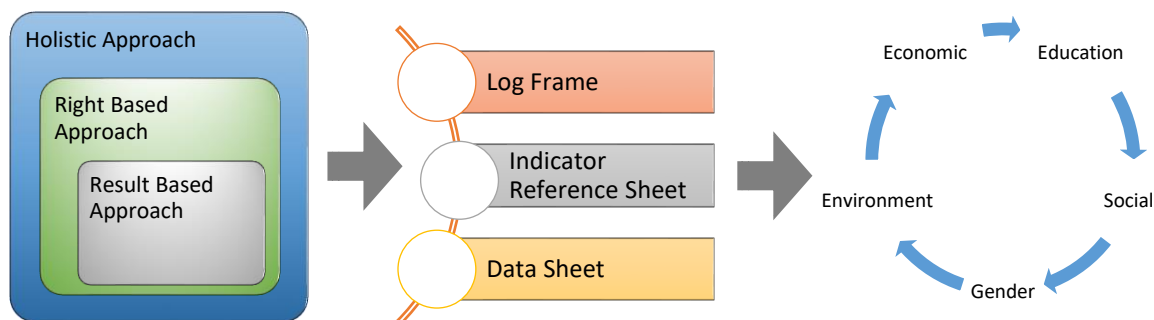 Holistic Approach
Right Based
Approach
Result Based
Approach
Log Frame
Indicator
Reference Sheet
Data Sheet
Economic
Education
Social
Gender
Environment